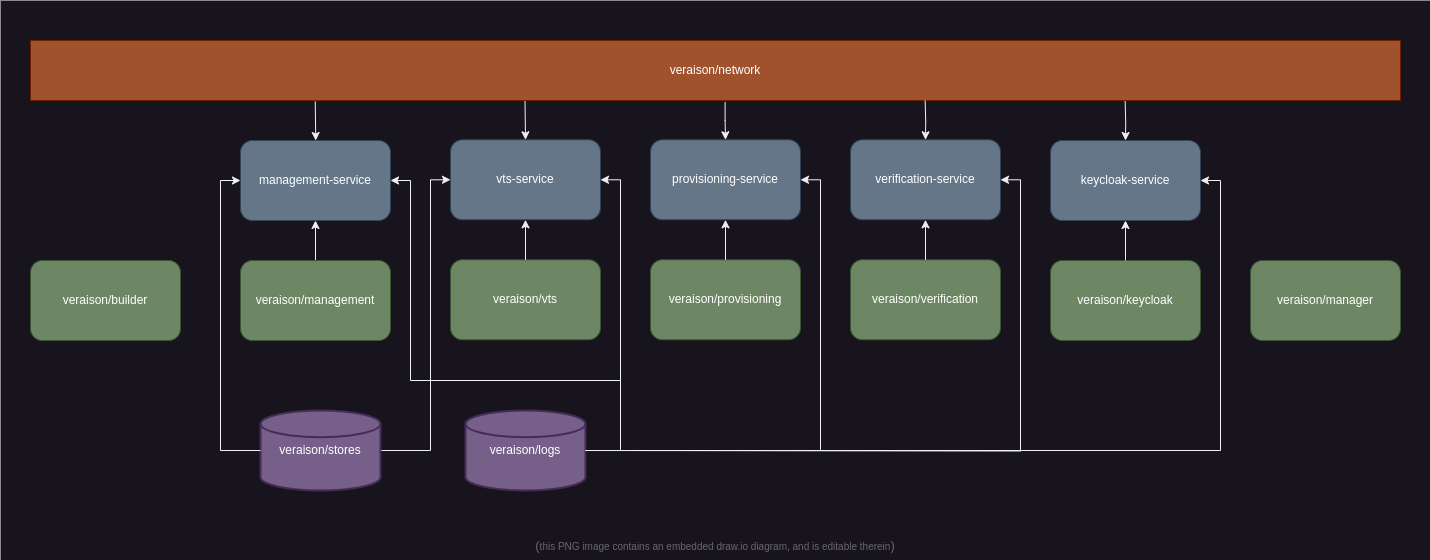 veraison/network
management-service
vts-service
provisioning-service
verification-service
keycloak-service
veraison/builder
veraison/management
veraison/vts
veraison/provisioning
veraison/verification
veraison/keycloak
veraison/manager
veraison/stores
veraison/logs
(this PNG image contains an embedded draw.io diagram, and is editable therein)